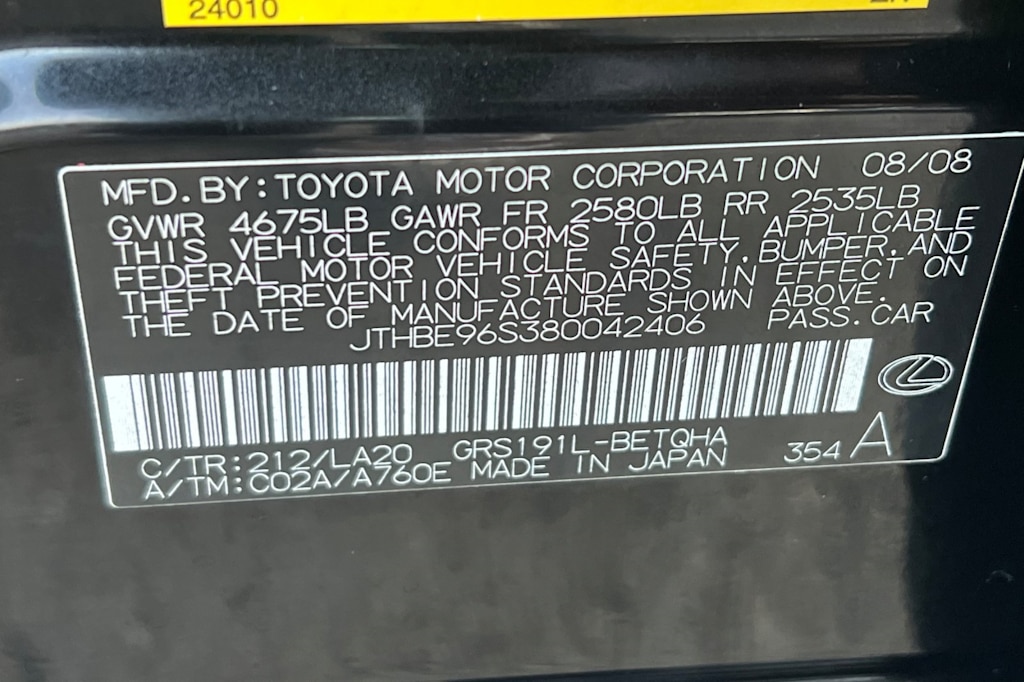 24010
MFD. BY: TOYOTA MOTOR CORPORATION 08/08
GVWR 4675LB GAWR FR 2580LB RR 2535LB
THIS VEHICLE CONFORMS TO ALL APPLICABLE
FEDERAL MOTOR VEHICLE SAFETY, BUMPER, AND
THEFT PREVENTION STANDARDS IN EFFECT ON
THE DATE OF MANUFACTURE SHOWN ABOVE.
JTHBE96S380042406 PASS. CAR
C/TR: 212/LA20 GRS191L-BETQHA 354 A
A/TM: C02A/A760E MADE IN JAPAN